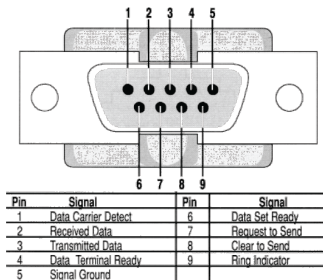 1 2 3 4 5
6 7 8 9
Pin Signal Pin Signal
1 Data Carrier Detect 6 Data Set Ready
2 Received Data 7 Request to Send
3 Transmitted Data 8 Clear to Send
4 Data Terminal Ready 9 Ring Indicator
5 Signal Ground